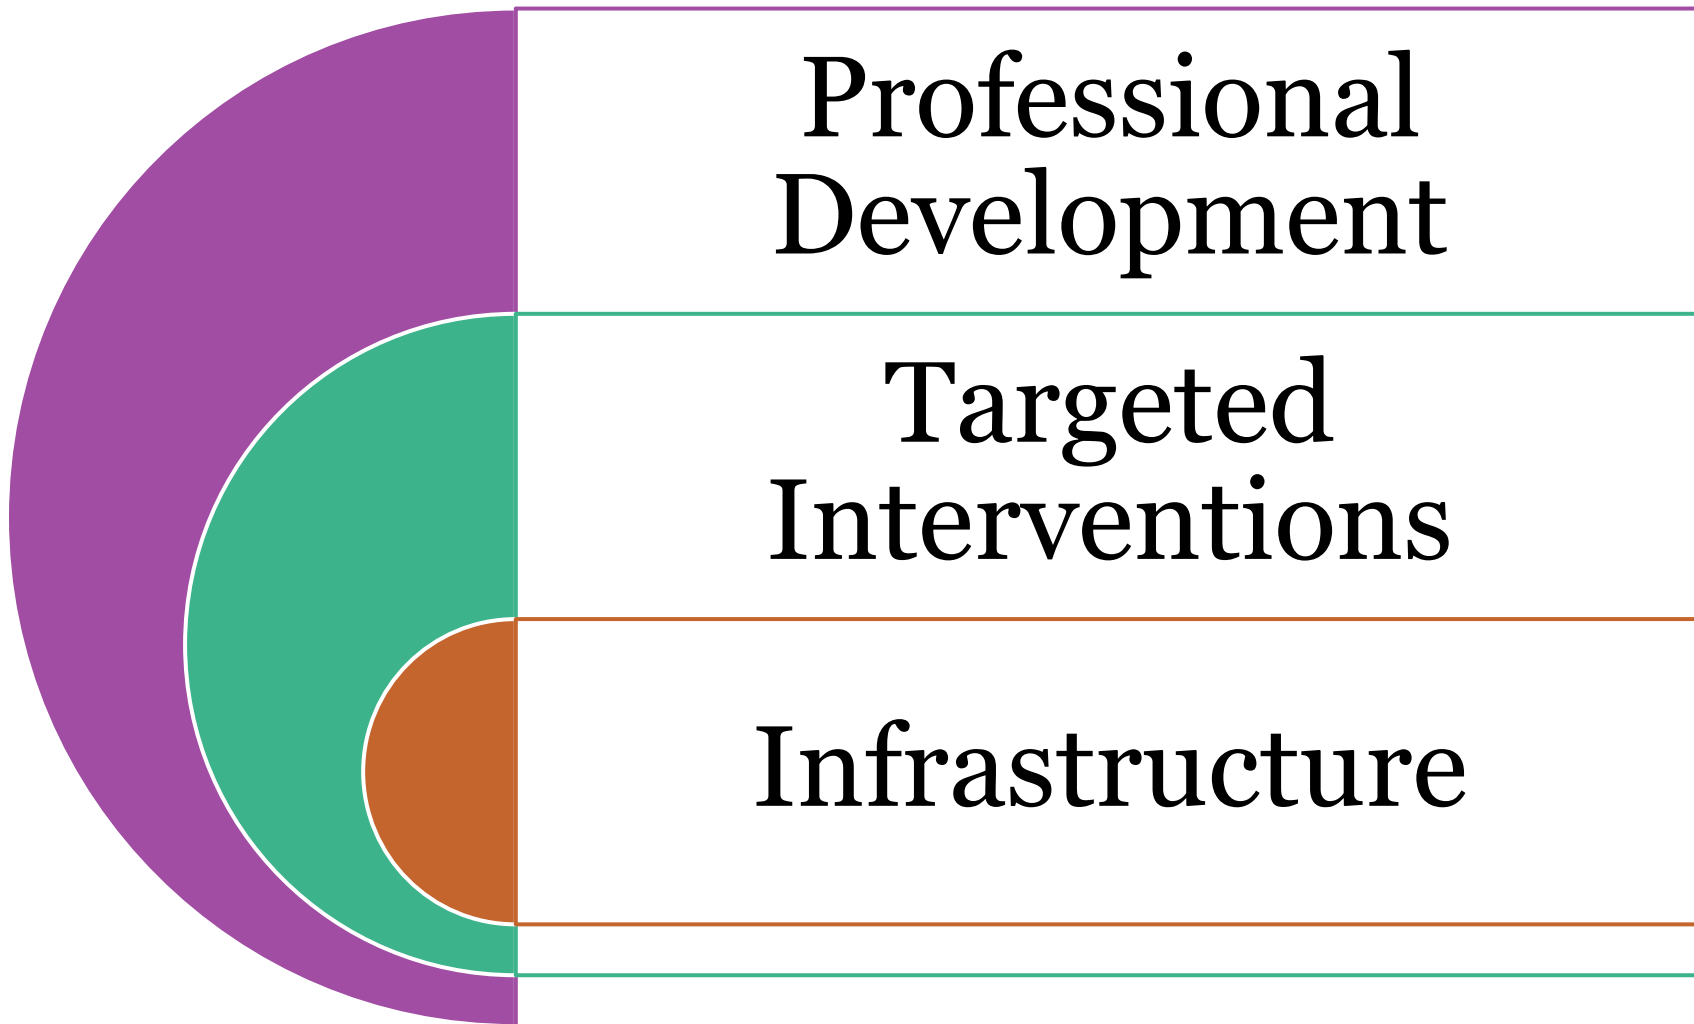 Professional
Development
Targeted
Interventions
Infrastructure